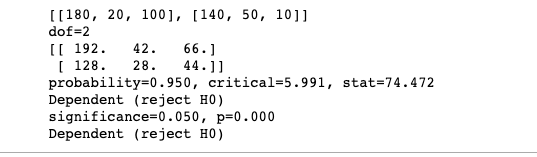 [[180, 20, 100], [140, 50, 10]]
dof=2
[[ 192.   42.   66.]
 [ 128.   28.   44.]]
probability=0.950, critical=5.991, stat=74.472
Dependent (reject H0)
significance=0.050, p=0.000
Dependent (reject H0)